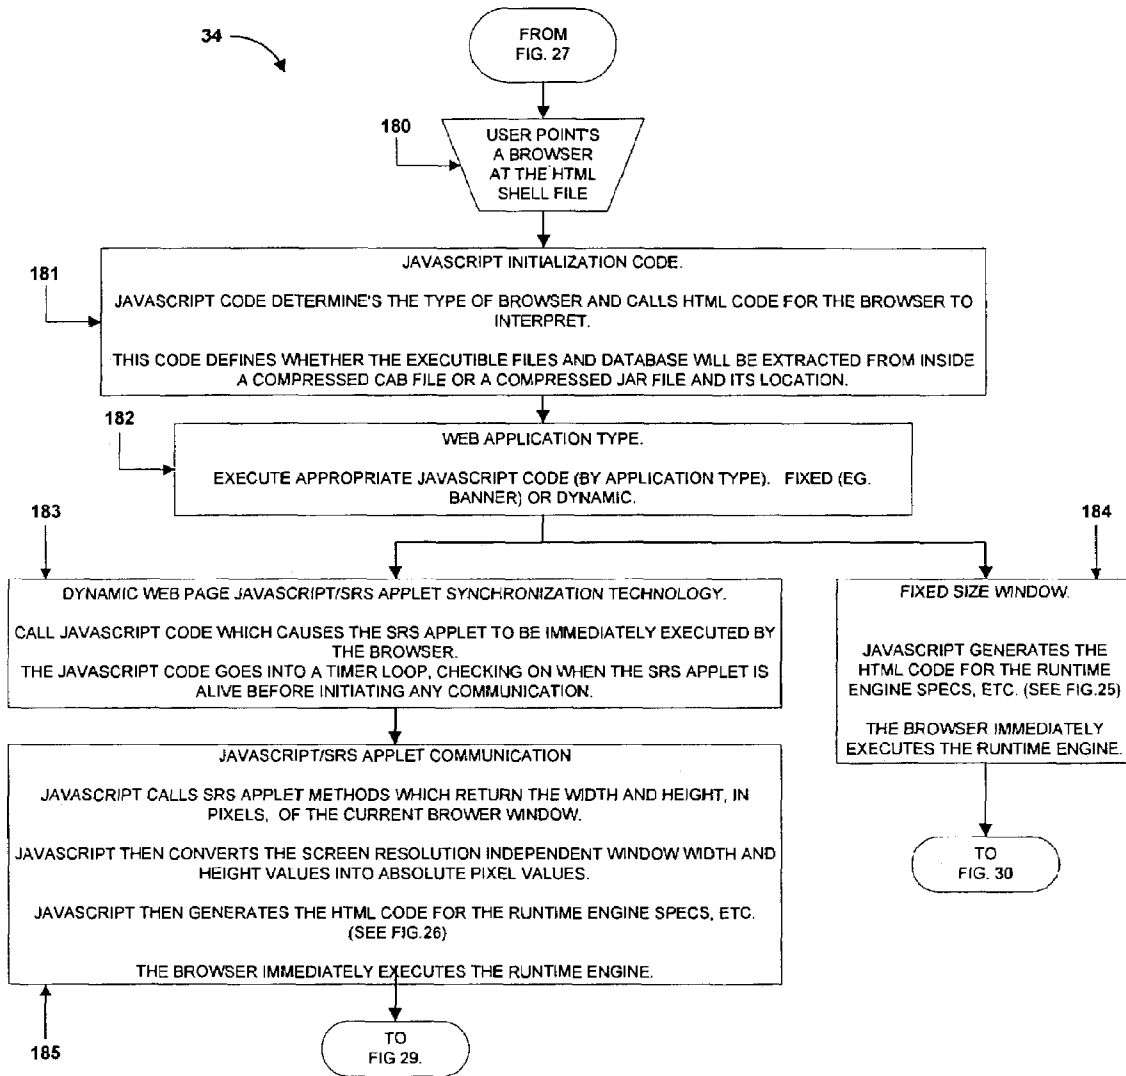 34
FROM
FIG. 27
180
USER POINT'S
A BROWSER
AT THE HTML
SHELL FILE
181
JAVASCRIPT INITIALIZATION CODE.
JAVASCRIPT CODE DETERMINE'S THE TYPE OF BROWSER AND CALLS HTML CODE FOR THE BROWSER TO
INTERPRET.
THIS CODE DEFINES WHETHER THE EXECUTIBLE FILES AND DATABASE WILL BE EXTRACTED FROM INSIDE
A COMPRESSED CAB FILE OR A COMPRESSED JAR FILE AND ITS LOCATION.
182
WEB APPLICATION TYPE.
EXECUTE APPROPRIATE JAVASCRIPT CODE (BY APPLICATION TYPE). FIXED (EG.
BANNER) OR DYNAMIC.
183
DYNAMIC WEB PAGE JAVASCRIPT/SRS APPLET SYNCHRONIZATION TECHNOLOGY.
CALL JAVASCRIPT CODE WHICH CAUSES THE SRS APPLET TO BE IMMEDIATELY EXECUTED BY
THE BROWSER.
THE JAVASCRIPT CODE GOES INTO A TIMER LOOP, CHECKING ON WHEN THE SRS APPLET IS
ALIVE BEFORE INITIATING ANY COMMUNICATION.
184
FIXED SIZE WINDOW.
JAVASCRIPT GENERATES THE
HTML CODE FOR THE RUNTIME
ENGINE SPECS, ETC. (SEE FIG.25)
THE BROWSER IMMEDIATELY
EXECUTES THE RUNTIME ENGINE.
JAVASCRIPT/SRS APPLET COMMUNICATION
JAVASCRIPT CALLS SRS APPLET METHODS WHICH RETURN THE WIDTH AND HEIGHT, IN
PIXELS, OF THE CURRENT BROWER WINDOW.
JAVASCRIPT THEN CONVERTS THE SCREEN RESOLUTION INDEPENDENT WINDOW WIDTH AND
HEIGHT VALUES INTO ABSOLUTE PIXEL VALUES.
JAVASCRIPT THEN GENERATES THE HTML CODE FOR THE RUNTIME ENGINE SPECS, ETC.
(SEE FIG.26)
THE BROWSER IMMEDIATELY EXECUTES THE RUNTIME ENGINE.
185
TO
FIG 29.
TO
FIG. 30